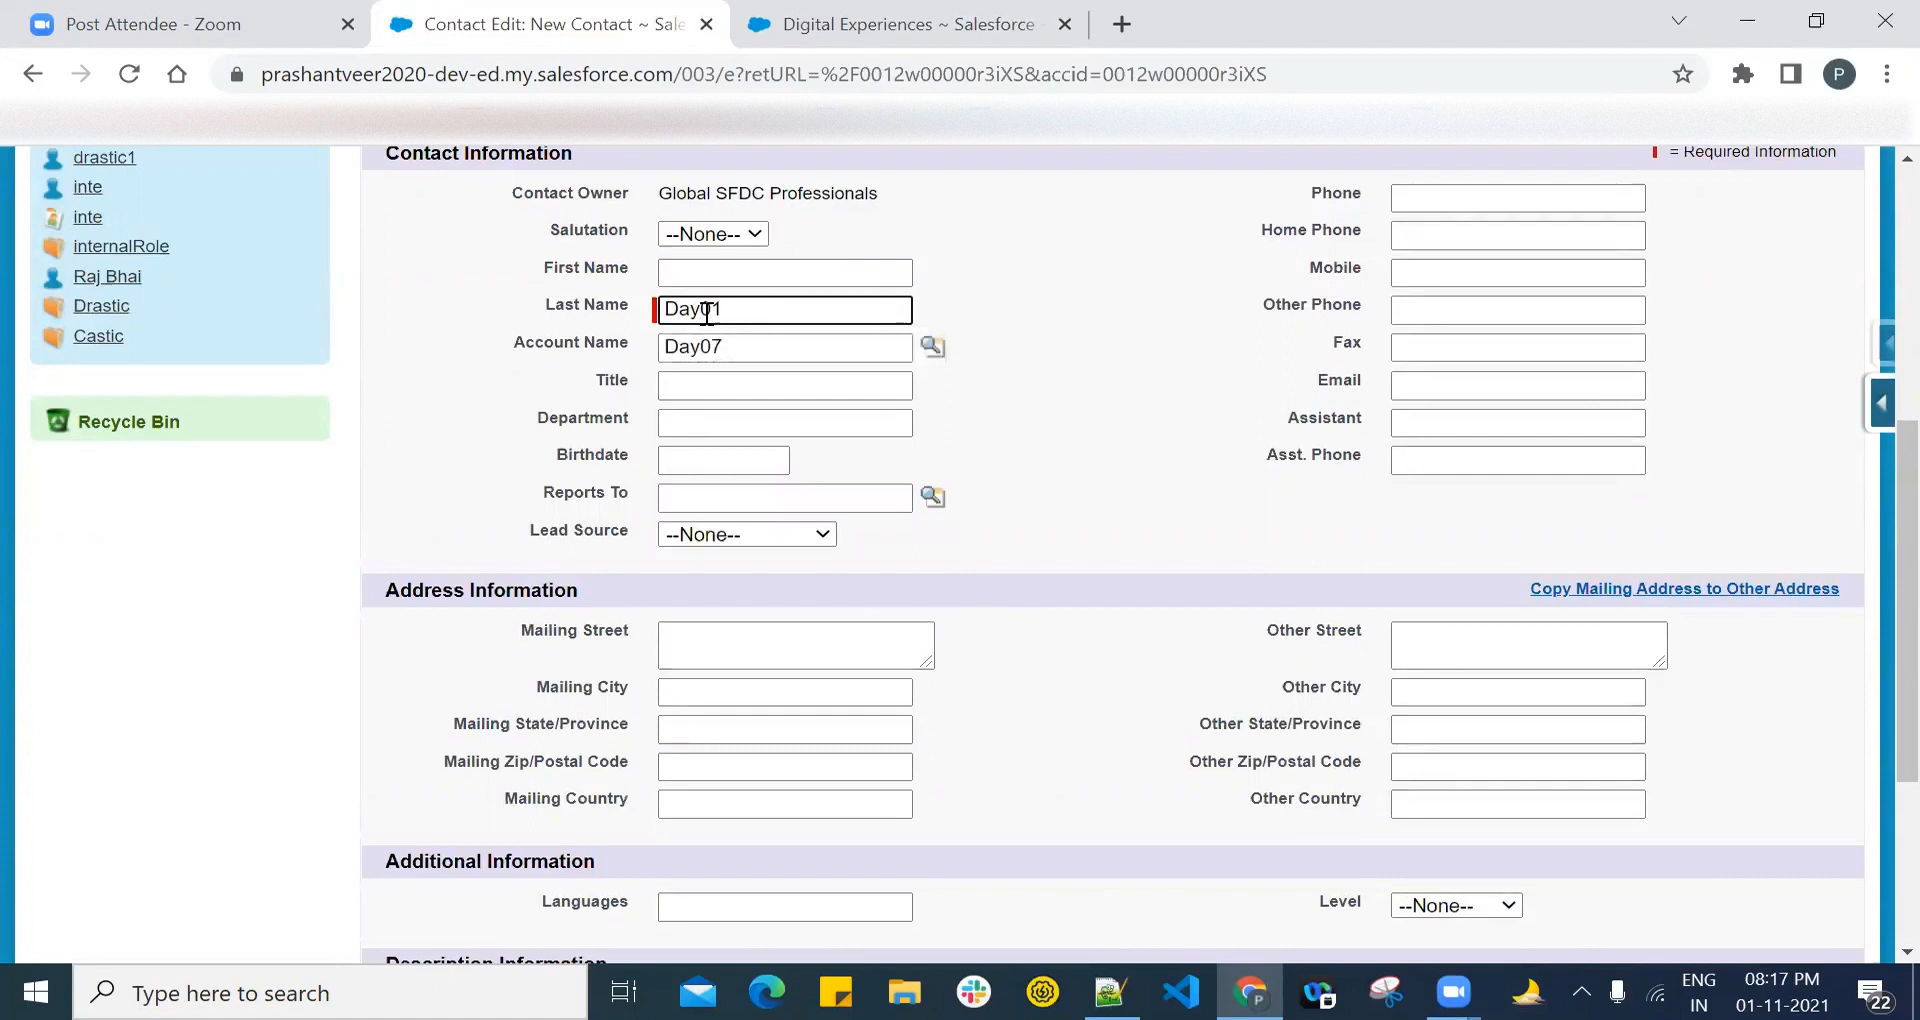 Post Attendee - Zoom
Contact Edit: New Contact ~ Sale
Digital Experiences ~ Salesforce
prashantveer2020-dev-ed.my.salesforce.com/003/e?retURL=%2F0012w00000r3iXS&accid=0012w00000r3iXS
P
drastic1
inte
inte
internalRole
Raj Bhai
Drastic
Castic
Recycle Bin
Contact Information
= Required Information
Contact Owner Global SFDC Professionals
Phone
Salutation --None--
Home Phone
First Name
Mobile
Last Name Day01
Other Phone
Account Name Day07
Fax
Title
Email
Department
Assistant
Birthdate
Asst. Phone
Reports To
Lead Source --None--
Address Information
Copy Mailing Address to Other Address
Mailing Street
Other Street
Mailing City
Other City
Mailing State/Province
Other State/Province
Mailing Zip/Postal Code
Other Zip/Postal Code
Mailing Country
Other Country
Additional Information
Languages
Level --None--
Description Information
Type here to search
ENG
IN
08:17 PM
01-11-2021
22